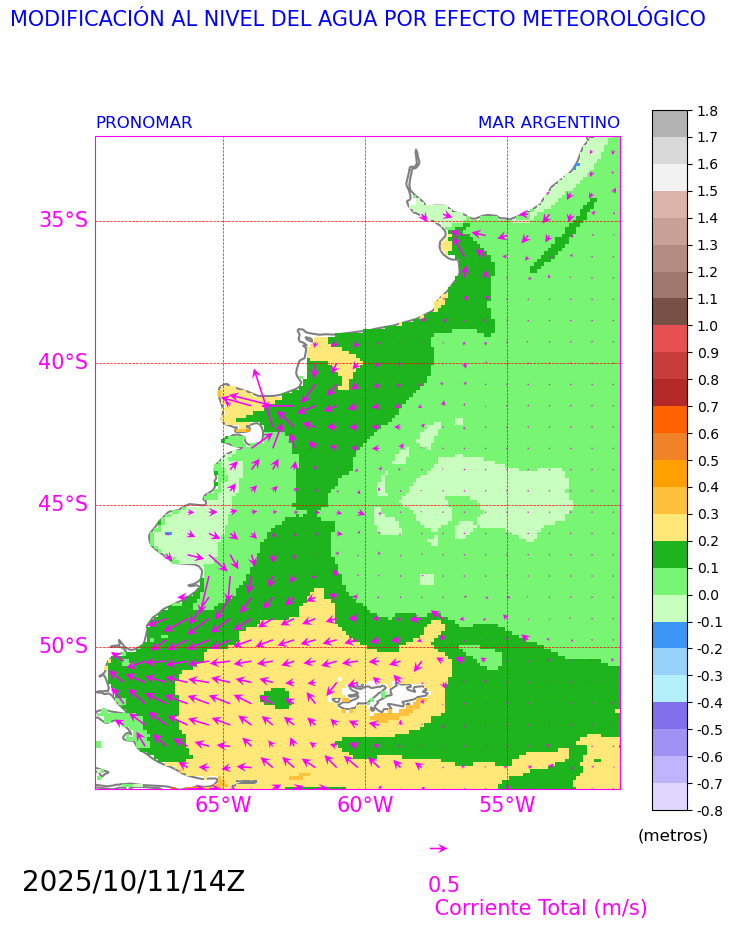 MODIFICACIÓN AL NIVEL DEL AGUA POR EFECTO METEOROLÓGICO
PRONOMAR MAR ARGENTINO
35°S
40°S
45°S
50°S
65°W 60°W 55°W
1.8
1.7
1.6
1.5
1.4
1.3
1.2
1.1
1.0
0.9
0.8
0.7
0.6
0.5
0.4
0.3
0.2
0.1
0.0
-0.1
-0.2
-0.3
-0.4
-0.5
-0.6
-0.7
-0.8
(metros)
2025/10/11/14Z
0.5
Corriente Total (m/s)